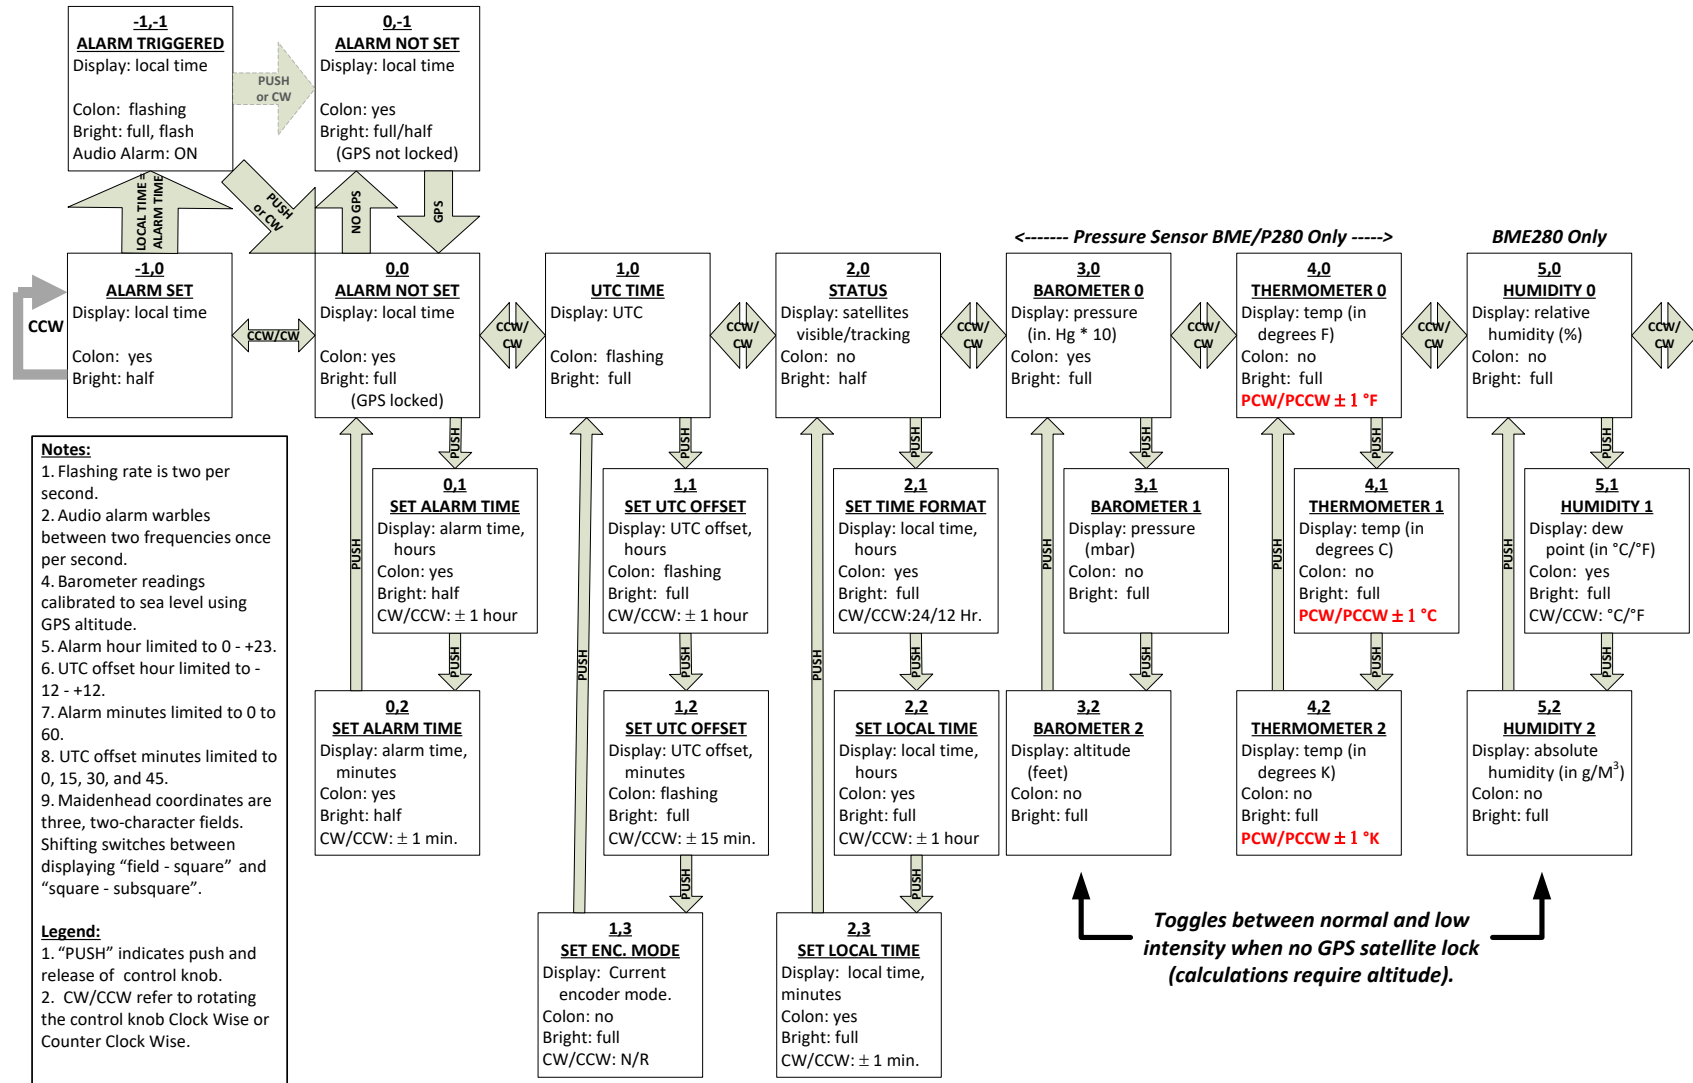 -1,-1
ALARM TRIGGERED
Display: local time
Colon: flashing
Bright: full, flash
Audio Alarm: ON
PUSH
or CW
0,-1
ALARM NOT SET
Display: local time
Colon: yes
Bright: full/half
(GPS not locked)
LOCAL TIME =
ALARM TIME
PUSH
or CW
NO GPS
GPS
<------- Pressure Sensor BME/P280 Only ----->
BME280 Only
CCW
-1,0
ALARM SET
Display: local time
Colon: yes
Bright: half
CCW/CW
0,0
ALARM NOT SET
Display: local time
Colon: yes
Bright: full
(GPS locked)
CCW/
CW
1,0
UTC TIME
Display: UTC
Colon: flashing
Bright: full
CCW/
CW
2,0
STATUS
Display: satellites
visible/tracking
Colon: no
Bright: half
CCW/
CW
3,0
BAROMETER 0
Display: pressure
(in. Hg * 10)
Colon: yes
Bright: full
CCW/
CW
4,0
THERMOMETER 0
Display: temp (in
degrees F)
Colon: no
Bright: full
PCW/PCCW ± 1 °F
CCW/
CW
5,0
HUMIDITY 0
Display: relative
humidity (%)
Colon: no
Bright: full
CCW/
CW
PUSH
PUSH
PUSH
PUSH
PUSH
PUSH
0,1
SET ALARM TIME
Display: alarm time,
hours
Colon: yes
Bright: half
CW/CCW: ± 1 hour
1,1
SET UTC OFFSET
Display: UTC offset,
hours
Colon: flashing
Bright: full
CW/CCW: ± 1 hour
2,1
SET TIME FORMAT
Display: local time,
hours
Colon: yes
Bright: full
CW/CCW:24/12 Hr.
3,1
BAROMETER 1
Display: pressure
(mbar)
Colon: no
Bright: full
4,1
THERMOMETER 1
Display: temp (in
degrees C)
Colon: no
Bright: full
PCW/PCCW ± 1 °C
5,1
HUMIDITY 1
Display: dew
point (in °C/°F)
Colon: yes
Bright: full
CW/CCW: °C/°F
PUSH
PUSH
PUSH
PUSH
PUSH
PUSH
PUSH
PUSH
PUSH
PUSH
PUSH
PUSH
0,2
SET ALARM TIME
Display: alarm time,
minutes
Colon: yes
Bright: half
CW/CCW: ± 1 min.
1,2
SET UTC OFFSET
Display: UTC offset,
minutes
Colon: flashing
Bright: full
CW/CCW: ± 15 min.
2,2
SET LOCAL TIME
Display: local time,
hours
Colon: yes
Bright: full
CW/CCW: ± 1 hour
3,2
BAROMETER 2
Display: altitude
(feet)
Colon: no
Bright: full
4,2
THERMOMETER 2
Display: temp (in
degrees K)
Colon: no
Bright: full
PCW/PCCW ± 1 °K
5,2
HUMIDITY 2
Display: absolute
humidity (in g/M³)
Colon: no
Bright: full
PUSH
PUSH
1,3
SET ENC. MODE
Display: Current
encoder mode.
Colon: no
Bright: full
CW/CCW: N/R
2,3
SET LOCAL TIME
Display: local time,
minutes
Colon: yes
Bright: full
CW/CCW: ± 1 min.
Toggles between normal and low
intensity when no GPS satellite lock
(calculations require altitude).
Notes:
1. Flashing rate is two per
second.
2. Audio alarm warbles
between two frequencies once
per second.
4. Barometer readings
calibrated to sea level using
GPS altitude.
5. Alarm hour limited to 0 - +23.
6. UTC offset hour limited to -
12 - +12.
7. Alarm minutes limited to 0 to
60.
8. UTC offset minutes limited to
0, 15, 30, and 45.
9. Maidenhead coordinates are
three, two-character fields.
Shifting switches between
displaying “field - square” and
“square - subsquare”.
Legend:
1. “PUSH” indicates push and
release of control knob.
2. CW/CCW refer to rotating
the control knob Clock Wise or
Counter Clock Wise.